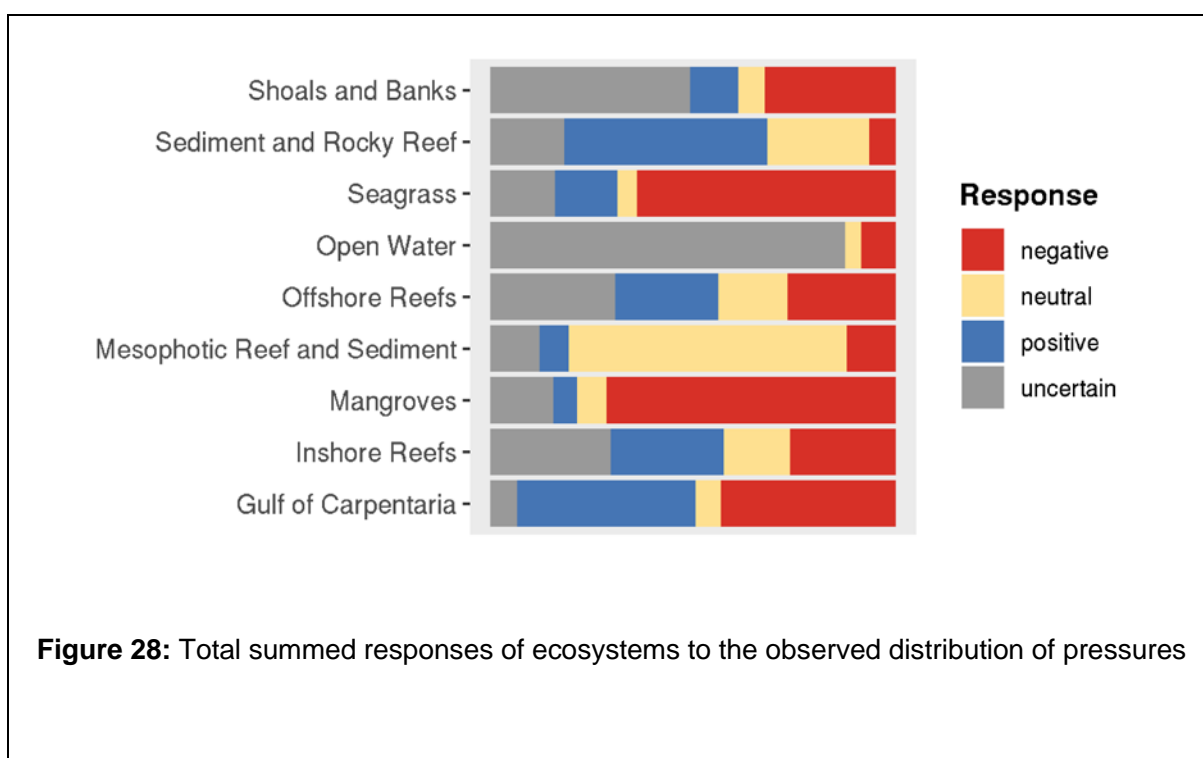 Shoals and Banks
Sediment and Rocky Reef
Seagrass
Open Water
Offshore Reefs
Mesophotic Reef and Sediment
Mangroves
Inshore Reefs
Gulf of Carpentaria
Response
negative
neutral
positive
uncertain
Figure 28: Total summed responses of ecosystems to the observed distribution of pressures